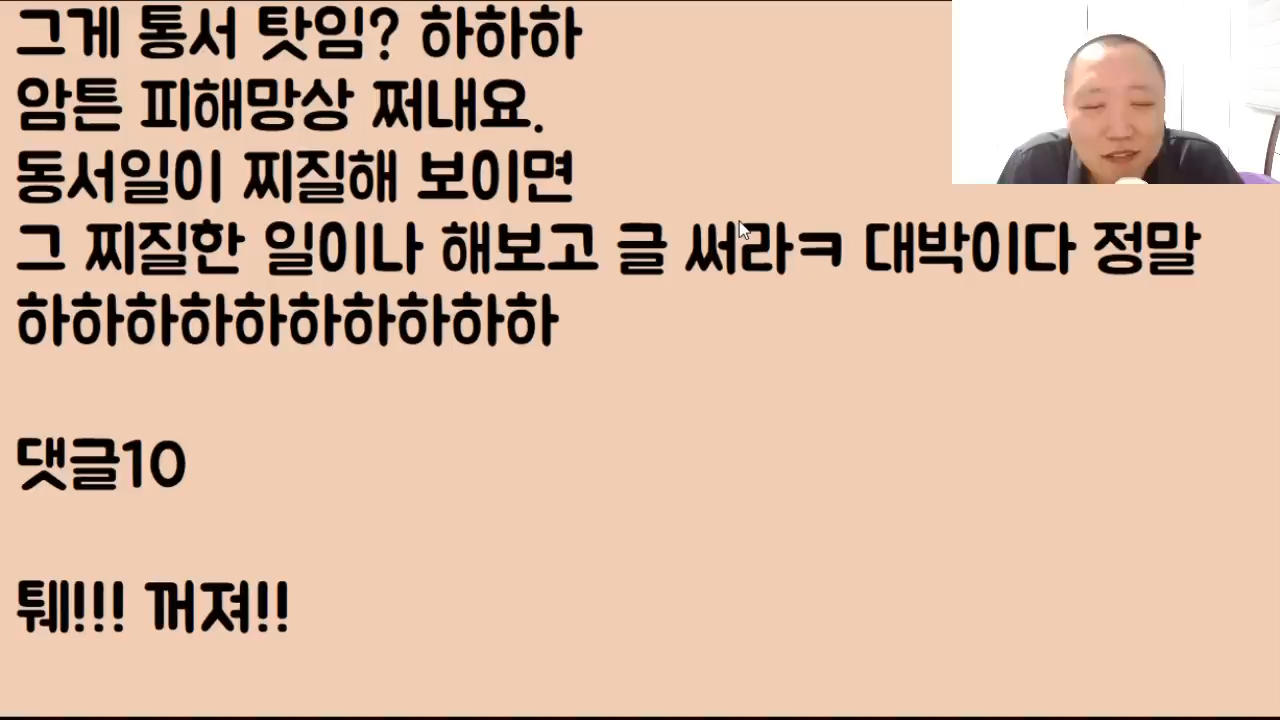 그게 통서 탓임? 하하하
암튼 피해망상 쩌내요.
동서일이 찌질해 보이면
그 찌질한 일이나 해보고 글 써라ㅋ 대박이다 정말
하하하하하하하하하하
댓글10
퉤!!! 꺼져!!